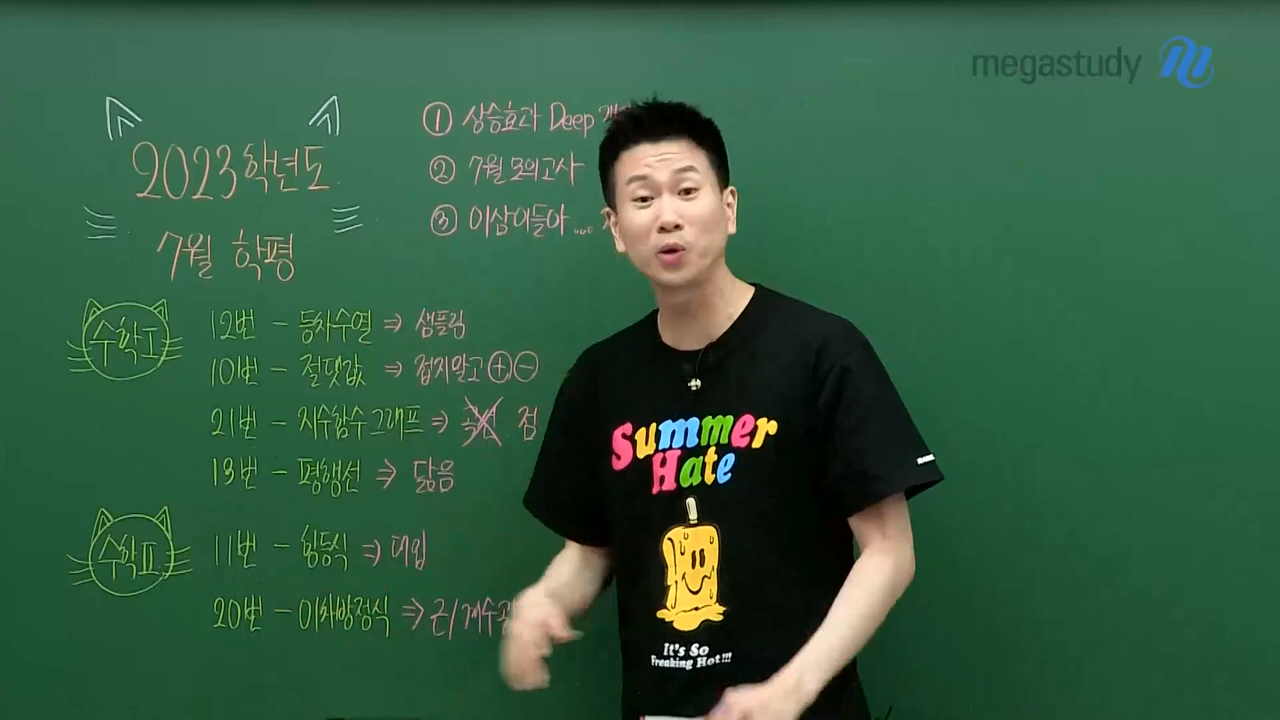 megastudy
2023학년도
7월 학평
① 상승효과 Deep
② 7월 모의고사
③ 이삼이들아 ....
수학I
12번 - 등차수열 ⇒ 샘플링
10번 - 절댓값 ⇒ 접지말고 ⊕⊖
21번 - 지수함수 그래프 ⇒ 점
13번 - 평행선 ⇒ 닮음
수학II
11번 - 항등식 ⇒ 대입
20번 - 이차방정식 ⇒ 근/계수
Summer
Hate
It's So
Freaking Hot!!!